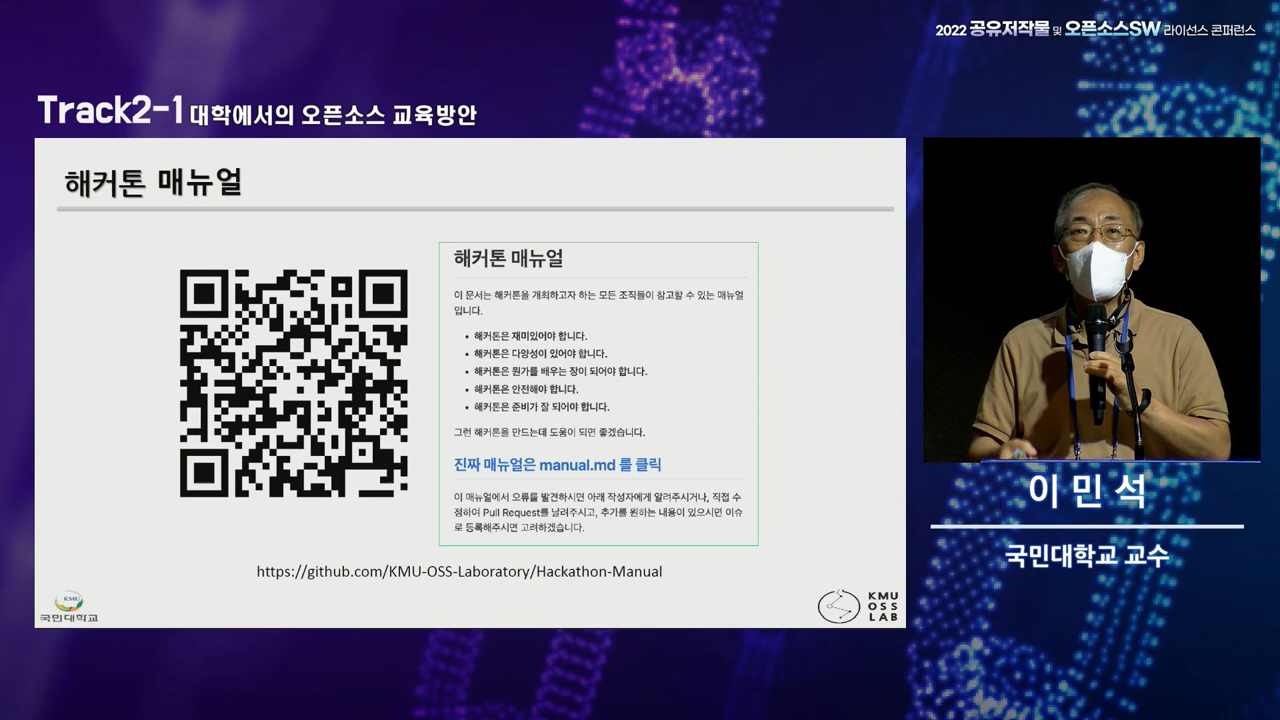 2022 공유저작물 및 오픈소스SW 라이선스 콘퍼런스
Track2-1 대학에서의 오픈소스 교육방안
해커톤 매뉴얼
해커톤 매뉴얼
이 문서는 해커톤을 개최하고자 하는 모든 조직들이 참고할 수 있는 매뉴얼
입니다.
• 해커톤은 재미있어야 합니다.
• 해커톤은 다양성이 있어야 합니다.
• 해커톤은 뭔가를 배우는 장이 되어야 합니다.
• 해커톤은 안전해야 합니다.
• 해커톤은 준비가 잘 되어야 합니다.
그런 해커톤을 만드는데 도움이 되면 좋겠습니다.
진짜 매뉴얼은 manual.md 를 클릭
이 매뉴얼에서 오류를 발견하시면 아래 작성자에게 알려주시거나, 직접 수
정하여 Pull Request를 날려주시고, 추가를 원하는 내용이 있으시면 이슈
로 등록해주시면 고려하겠습니다.
https://github.com/KMU-OSS-Laboratory/Hackathon-Manual
KMU
국민대학교
KMU
OSS
LAB
이민석
국민대학교 교수